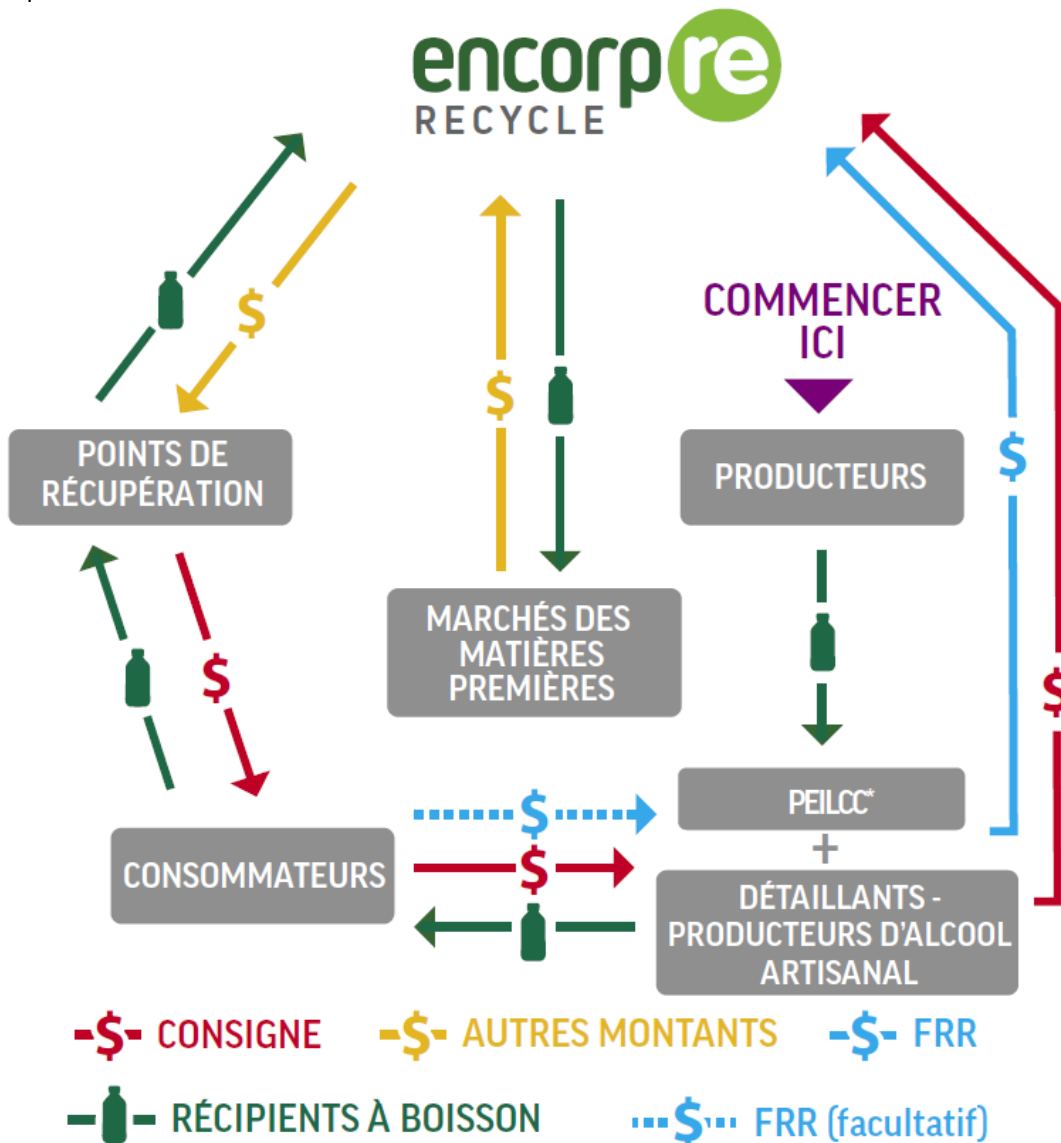 encorp re
RECYCLE
COMMENCER
ICI
$
$
$
$
POINTS DE
RÉCUPÉRATION
PRODUCTEURS
MARCHÉS DES
MATIÈRES
PREMIÈRES
$
$
PEILCC*
$
+
CONSOMMATEURS
$
DÉTAILLANTS -
PRODUCTEURS D'ALCOOL
ARTISANAL
$ CONSIGNE $ AUTRES MONTANTS $ FRR
RÉCIPIENTS À BOISSON $ FRR (facultatif)